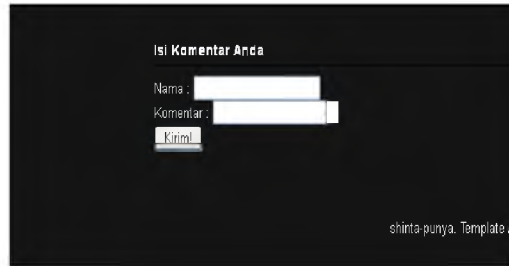 Isi Komentar Anda
Nama :
Komentar :
Kirim!
shinta-punya. Template